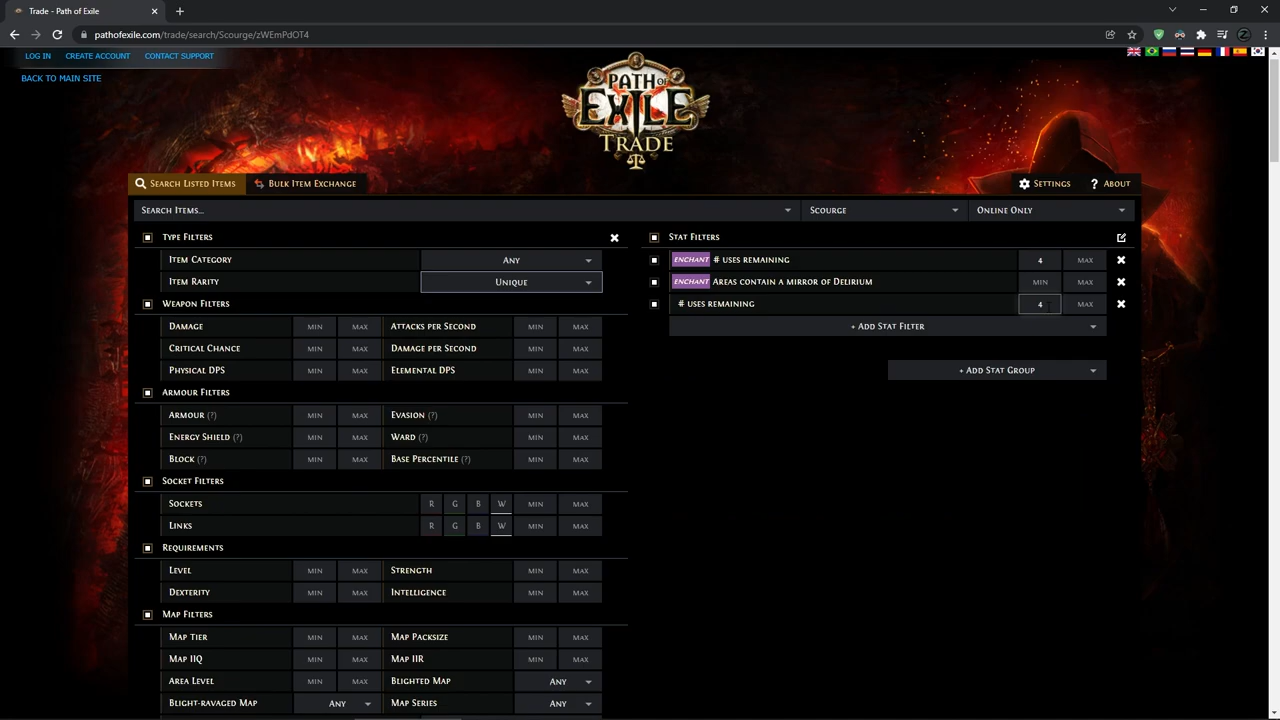 Trade - Path of Exile
pathofexile.com/trade/search/Scourge/zWEmPdOT4
LOG IN CREATE ACCOUNT CONTACT SUPPORT
BACK TO MAIN SITE
PATH OF EXILE TRADE
Search Listed Items Bulk Item Exchange Settings ? About
Search Items... Scourge Online Only
Type Filters
Item Category Any
Item Rarity Unique
Weapon Filters
Damage MIN MAX Attacks per Second MIN MAX
Critical Chance MIN MAX Damage per Second MIN MAX
Physical DPS MIN MAX Elemental DPS MIN MAX
Armour Filters
Armour (?) MIN MAX Evasion (?) MIN MAX
Energy Shield (?) MIN MAX Ward (?) MIN MAX
Block (?) MIN MAX Base Percentile (?) MIN MAX
Socket Filters
Sockets R G B W MIN MAX
Links R G B W MIN MAX
Requirements
Level MIN MAX Strength MIN MAX
Dexterity MIN MAX Intelligence MIN MAX
Map Filters
Map Tier MIN MAX Map Packsize MIN MAX
Map IIQ MIN MAX Map IIR MIN MAX
Area Level MIN MAX Blighted Map Any
Blight-ravaged Map Any Map Series Any
Stat Filters
ENCHANT # uses remaining 4 MAX
ENCHANT Areas contain a Mirror of Delirium MIN MAX
# uses remaining 4 MAX
+ Add Stat Filter
+ Add Stat Group